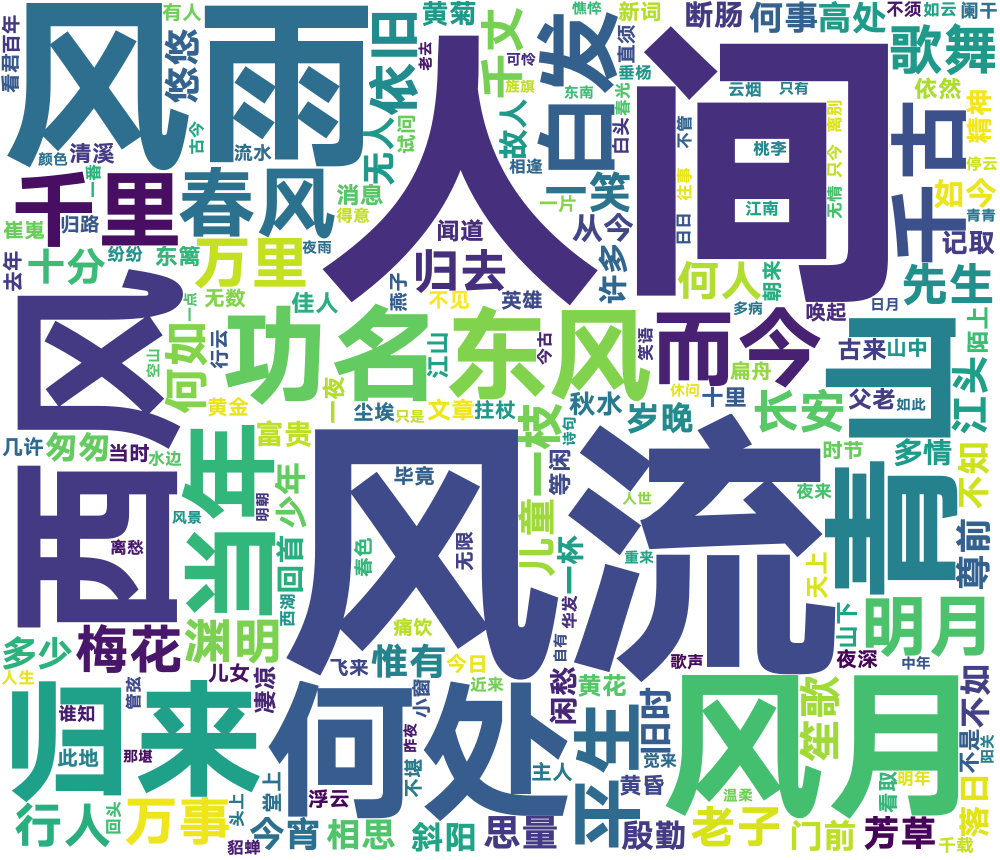 看君百年
风雨
有人
悠悠
黄菊
依旧
无人
千女
老去
可怜
旌旗
憔悴
新词
断肠
何事
高处
不须
如云
阑干
歌舞
白发
东南
直须
垂杨
春光
白头
人间
云烟
只有
不管
离别
桃李
只今
往事
江南
无情
日日
千古
依然
精神
停云
如今
青青
记取
颜色
清溪
古今
流水
试问
故人
相逢
一笑
一片
从今
千里
一番
春风
消息
得意
归路
崔嵬
纷纷
东篱
夜雨
闻道
归去
去年
十分
万里
许多
何人
朝来
先生
西风
一点
无数
佳人
燕子
不见
英雄
多病
唤起
日月
青山
陌上
功名
东风
而今
笑语
今古
江山
行云
何如
空山
古来
山中
江头
扁舟
休问
十里
父老
如此
黄金
一夜
尘埃
只是
文章
拄杖
秋水
岁晚
长安
几许
匆匆
当时
水边
富贵
一枝
诗句
等闲
时节
多情
不知
当年
少年
明朝
风景
毕竟
风流
人世
夜来
离愁
回首
春色
无限
儿童
一杯
重来
天上
尊前
西湖
华发
山下
明月
多少
梅花
渊明
痛饮
自有
歌声
夜深
中年
人生
儿女
凄凉
飞来
惟有
今日
闲愁
黄花
旧时
笙歌
风月
不如
不是
阳关
归来
管弦
谁知
此地
那堪
何处
小窗
近来
昨夜
不堪
主人
平生
觉来
黄昏
温柔
看取
明年
落日
行人
回头
万事
头上
堂上
浮云
貂蝉
今宵
相思
斜阳
思量
殷勤
老子
门前
芳草
千载